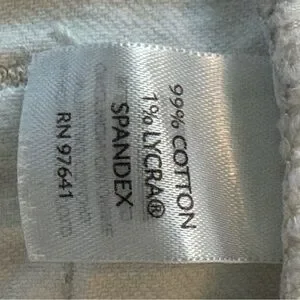 99% COTTON
1% LYCRA®
SPANDEX
RN 97641